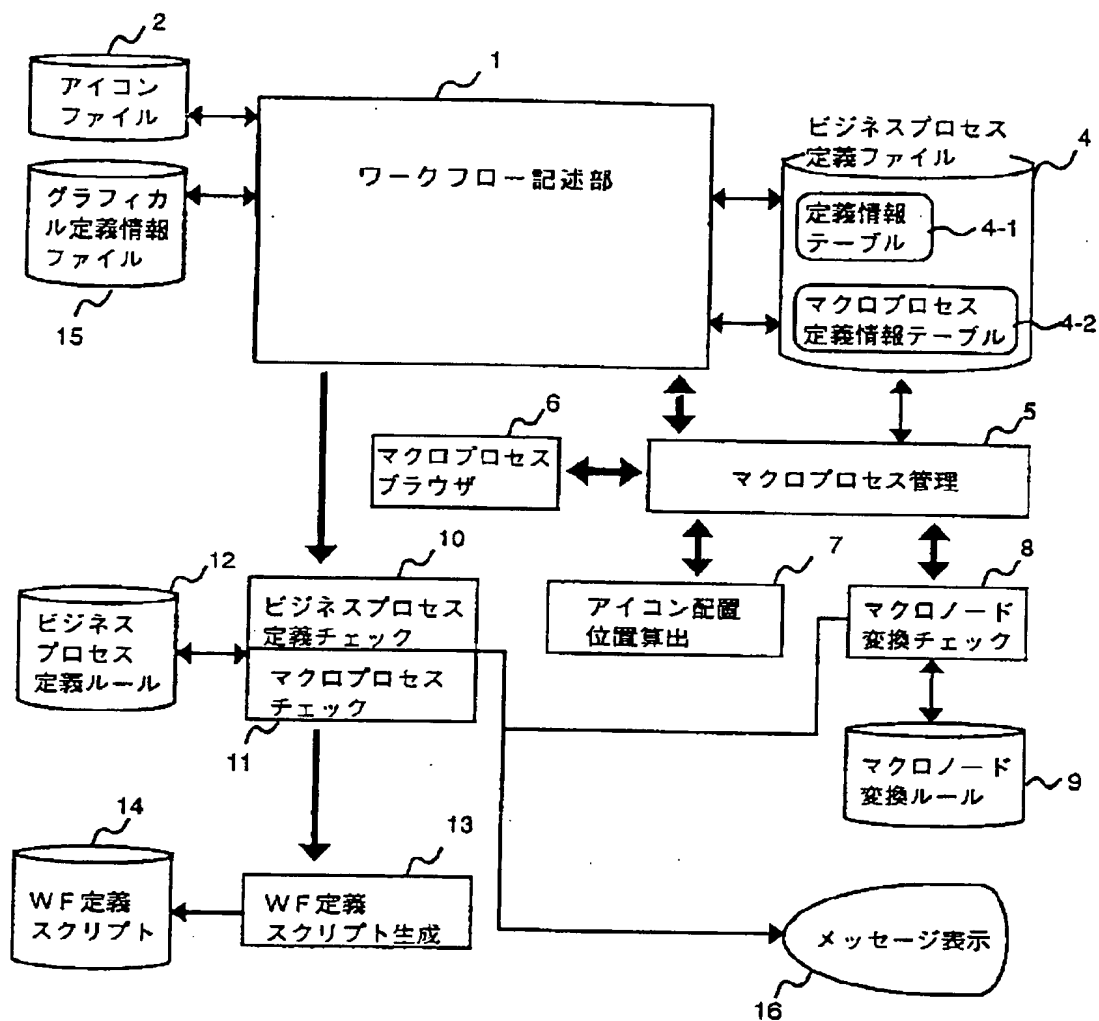 2
アイコン
ファイル
1
ワークフロー記述部
ビジネスプロセス
定義ファイル
4
グラフィカ
ル定義情報
ファイル
15
定義情報
テーブル
4-1
マクロプロセス
定義情報テーブル
4-2
6
マクロプロセス
ブラウザ
5
マクロプロセス管理
12
ビジネス
プロセス
定義ルール
10
ビジネスプロセス
定義チェック
マクロプロセス
チェック
11
7
アイコン配置
位置算出
8
マクロノード
変換チェック
マクロノード
変換ルール
9
14
WF定義
スクリプト
13
WF定義
スクリプト生成
メッセージ表示
16